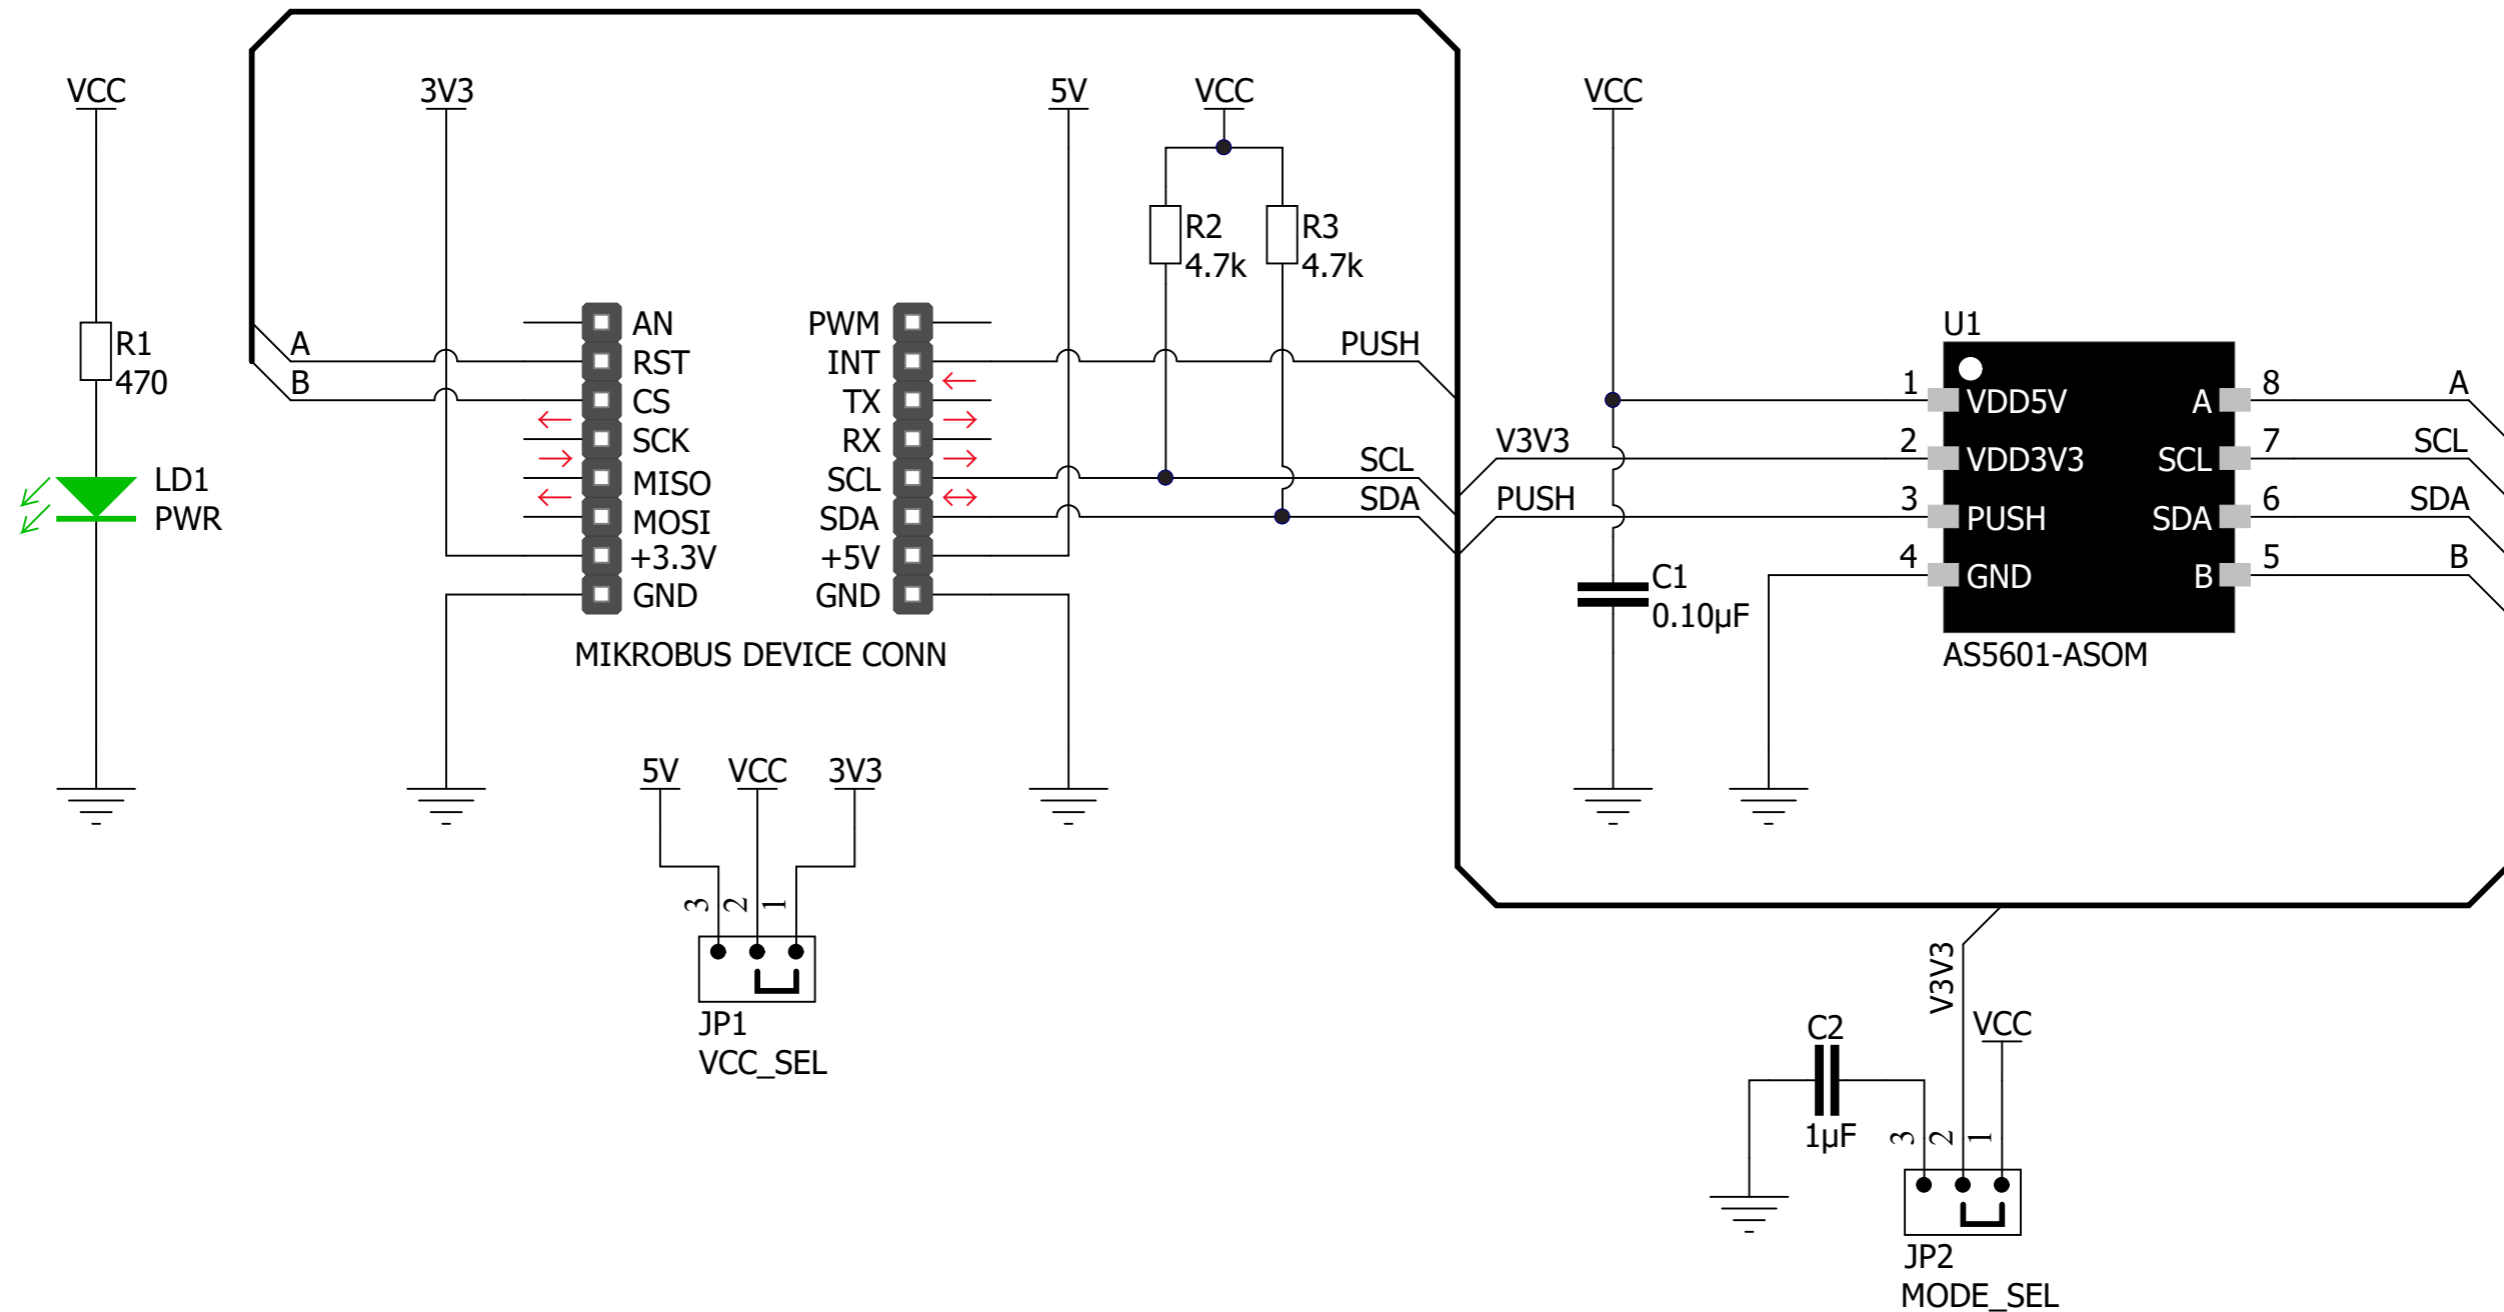 VCC
3V3
5V
VCC
VCC
R1
470
LD1
PWR
A
B
AN
RST
CS
SCK
MISO
MOSI
+3.3V
GND
PWM
INT
TX
RX
SCL
SDA
+5V
GND
MIKROBUS DEVICE CONN
R2
4.7k
R3
4.7k
PUSH
SCL
SDA
V3V3
PUSH
C1
0.10µF
U1
1
2
3
4
VDD5V
VDD3V3
PUSH
GND
A
SCL
SDA
B
8
7
6
5
A
SCL
SDA
B
AS5601-ASOM
5V
VCC
3V3
3
2
1
JP1
VCC_SEL
V3V3
C2
1µF
VCC
3
2
1
JP2
MODE_SEL